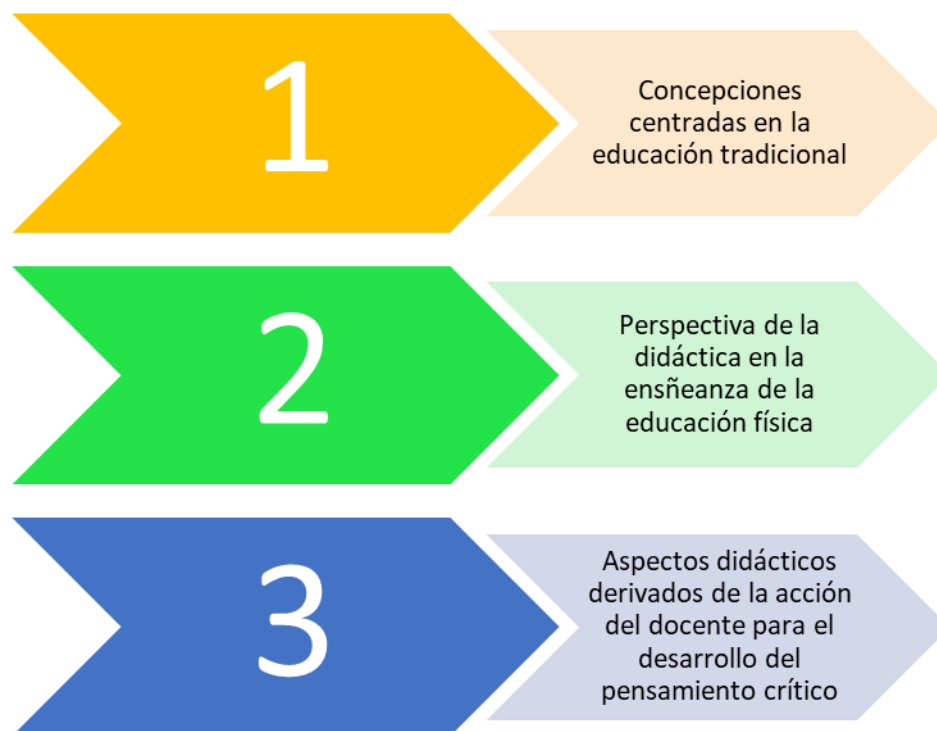 1
Concepciones
centradas en la
educación tradicional
2
Perspectiva de la
didáctica en la
ensñeanza de la
educación física
3
Aspectos didácticos
derivados de la acción
del docente para el
desarrollo del
pensamiento crítico